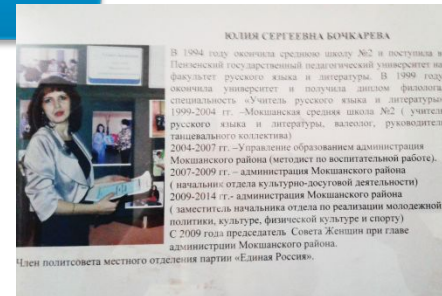 ЮЛИЯ СЕРГЕЕВНА БОЧКАРЕВА
В 1994 году окончила среднюю школу №2 и поступила в
Пензенский государственный педагогический университет на
факультет русского языка и литературы. В 1999 году
окончила университет и получила диплом филолога,
специальность «Учитель русского языка и литературы»
1999-2004 гг. –Мокшанская средняя школа №2 ( учитель
русского языка и литературы, валеолог, руководитель
танцевального коллектива)
2004-2007 гг. –Управление образованием администрации
Мокшанского района (методист по воспитательной работе).
2007-2009 гг. – администрация Мокшанского района
( начальник отдела культурно-досуговой деятельности)
2009-2014 гг.- администрация Мокшанского района
( заместитель начальника отдела по реализации молодежной
политики, культуре, физической культуре и спорту)
С 2009 года председатель Совета Женщин при главе
администрации Мокшанского района.
Член политсовета местного отделения партии «Единая Россия».